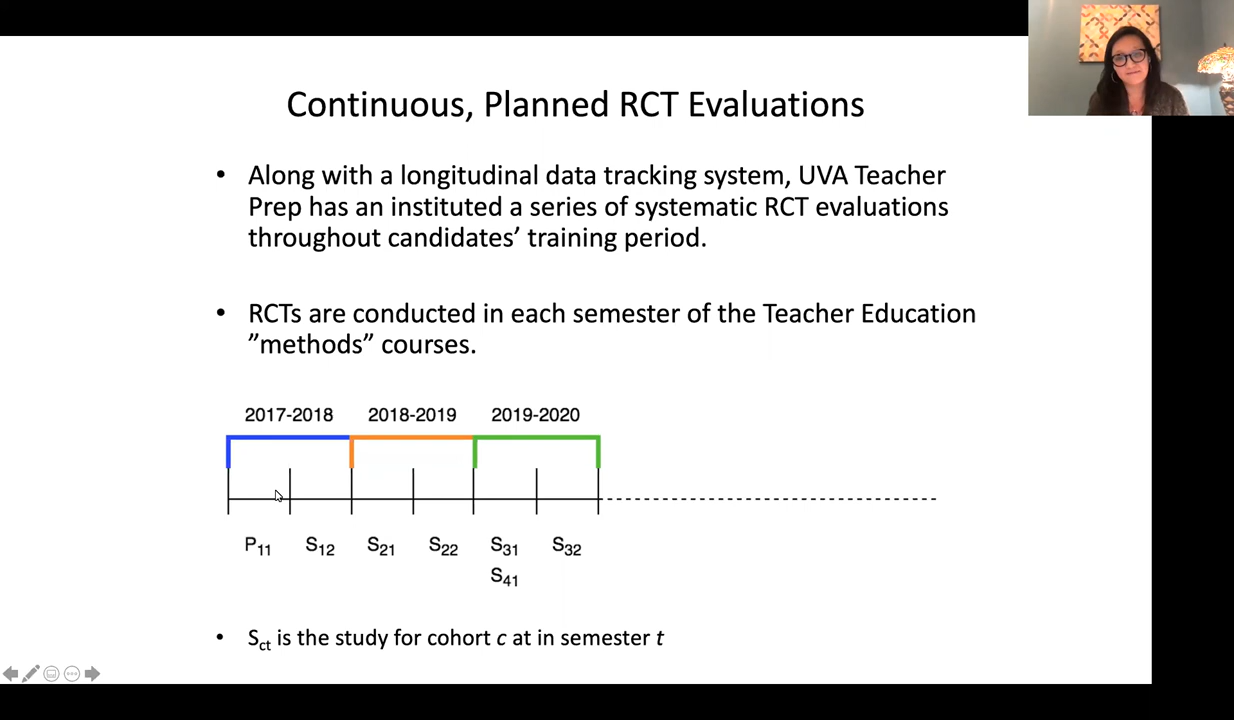 Continuous, Planned RCT Evaluations
• Along with a longitudinal data tracking system, UVA Teacher
Prep has an instituted a series of systematic RCT evaluations
throughout candidates’ training period.
• RCTs are conducted in each semester of the Teacher Education
”methods” courses.
2017-2018 2018-2019 2019-2020
P11 S12 S21 S22 S31 S32
S41
• Sct is the study for cohort c at in semester t